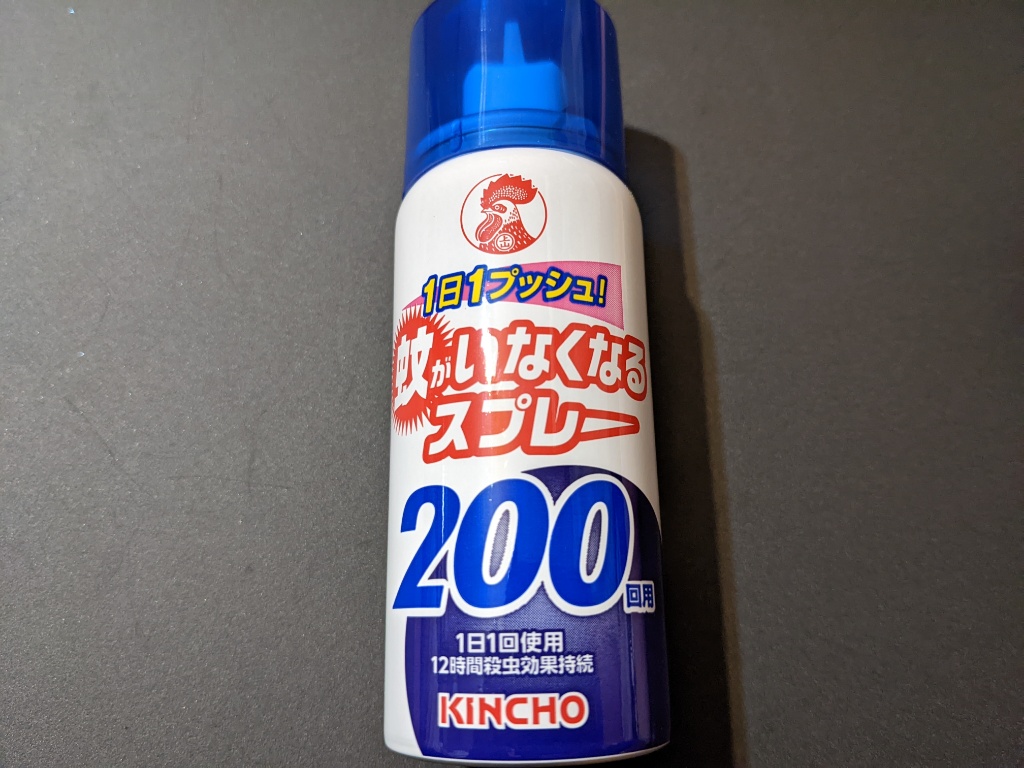 1日1プッシュ!
蚊がいなくなる
スプレー
200回用
1日1回使用
12時間殺虫効果持続
KINCHO